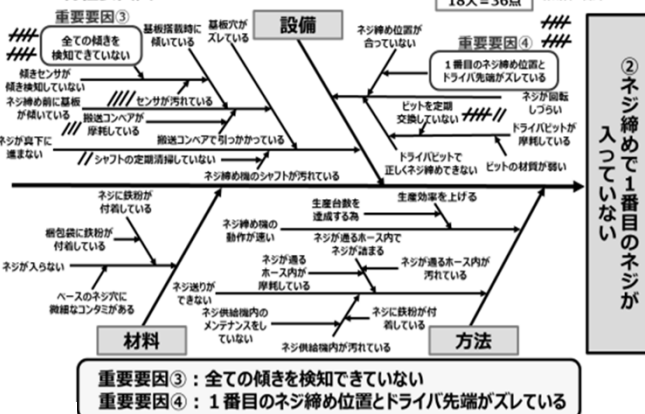 18人=36点
重要要因③
全ての傾きを
検知できていない
基板搭載時に
傾いている
基板穴が
ズレている
設備
ネジ締め位置が
合っていない
重要要因④
1番目のネジ締め位置と
ドライバ先端がズレている
傾きセンサが
傾き検知していない
センサが汚れている
ネジ締め前に基板
が傾いている
搬送コンベアが
摩耗している
搬送コンベアで引っかかっている
ネジが真下に
進まない
シャフトの定期清掃していない
ネジ締め機のシャフトが汚れている
ビットを定期
交換していない
ネジが回転
しづらい
ドライバビットが
摩耗している
ドライバビットで
正しくネジ締めできない
ビットの材質が弱い
②ネジ締めで1番目のネジが
入っていない
ネジに鉄粉が
付着している
梱包袋に鉄粉が
付着している
ネジが入らない
ベースのネジ穴に
微細なコンタミがある
材料
生産台数を
達成する為
生産効率を上げる
ネジ締め機の
動作が速い
ネジが通るホース内で
ネジが詰まる
ネジが通る
ホース内が
摩耗している
ネジが通るホース内が
汚れている
ネジ送りが
できない
ネジ供給機内の
メンテナンスをし
ていない
ネジに鉄粉が付
着している
ネジ供給機内が汚れている
方法
重要要因③：全ての傾きを検知できていない
重要要因④：1番目のネジ締め位置とドライバ先端がズレている